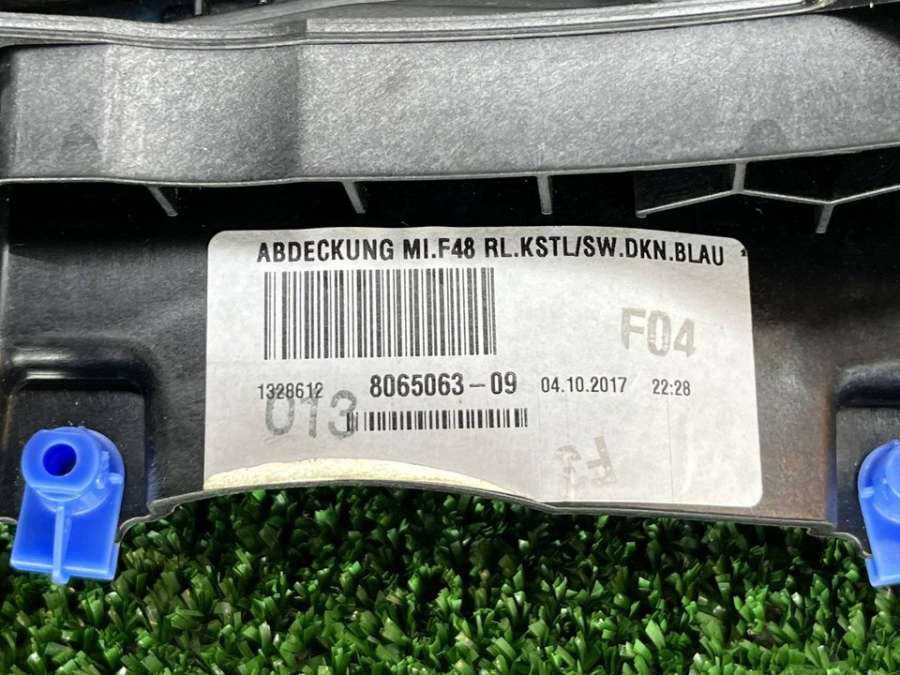 ABDECKUNG MI.F48 RL.KSTL/SW.DKN.BLAU
F04
1328612 8065063-09 04.10.2017 22:28
013